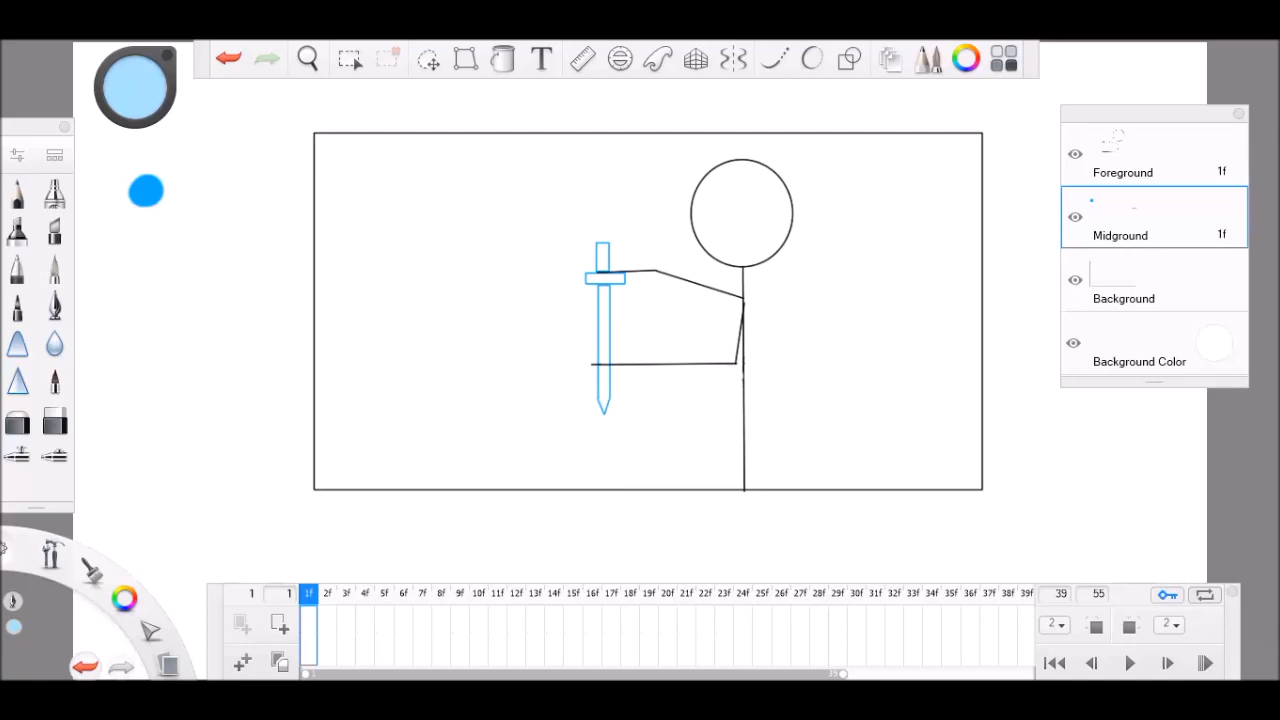 T
Foreground 1f
Midground 1f
Background
Background Color
1 1 1f 2f 3f 4f 5f 6f 7f 8f 9f 10f 11f 12f 13f 14f 15f 16f 17f 18f 19f 20f 21f 22f 23f 24f 25f 26f 27f 28f 29f 30f 31f 32f 33f 34f 35f 36f 37f 38f 39f 39 55
2 2